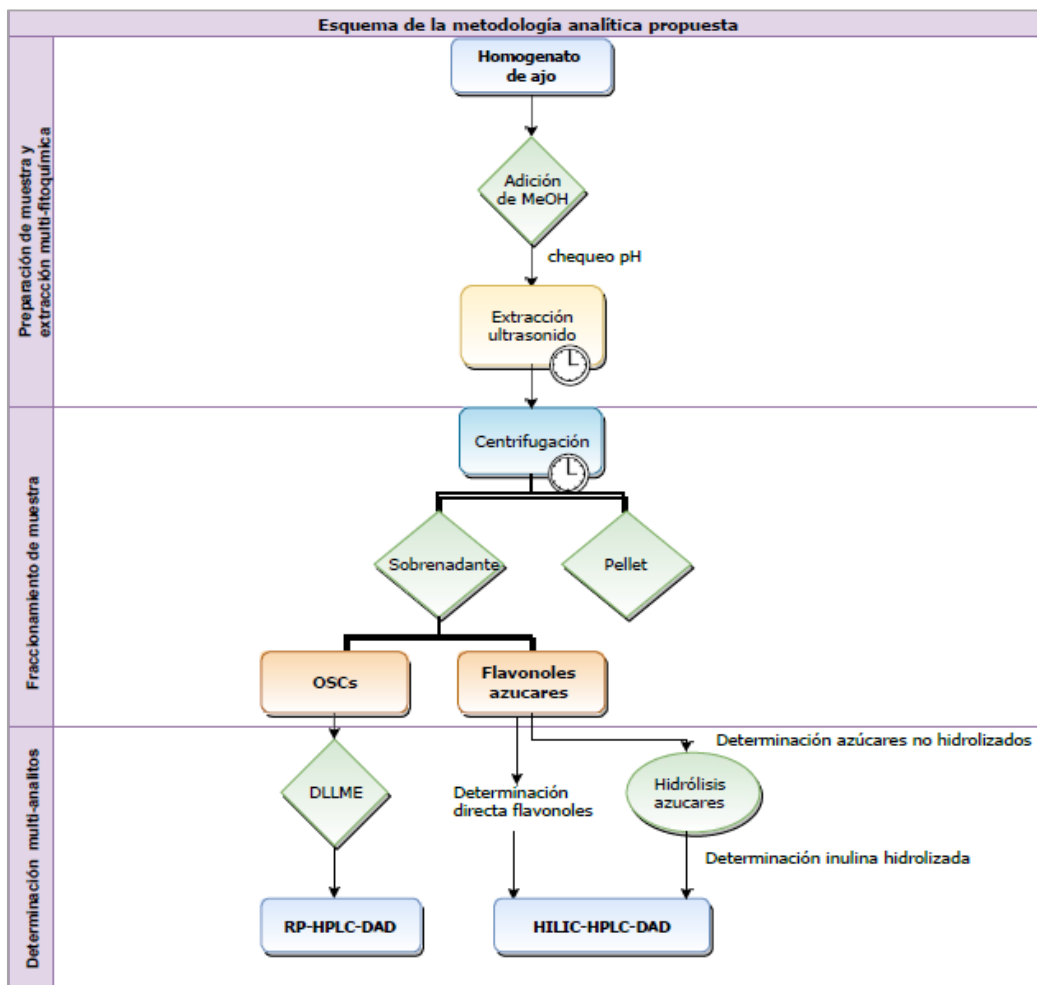 Esquema de la metodología analítica propuesta
Preparación de muestra y
extracción multi-fitoquímica
Homogenato
de ajo
Adición
de MeOH
chequeo pH
Extracción
ultrasonido
Fraccionamiento de muestra
Centrifugación
Sobrenadante
Pellet
OSCs
Flavonoles
azucares
Determinación multi-analitos
Determinación azúcares no hidrolizados
DLLME
Determinación
directa flavonoles
Hidrólisis
azucares
Determinación inulina hidrolizada
RP-HPLC-DAD
HILIC-HPLC-DAD